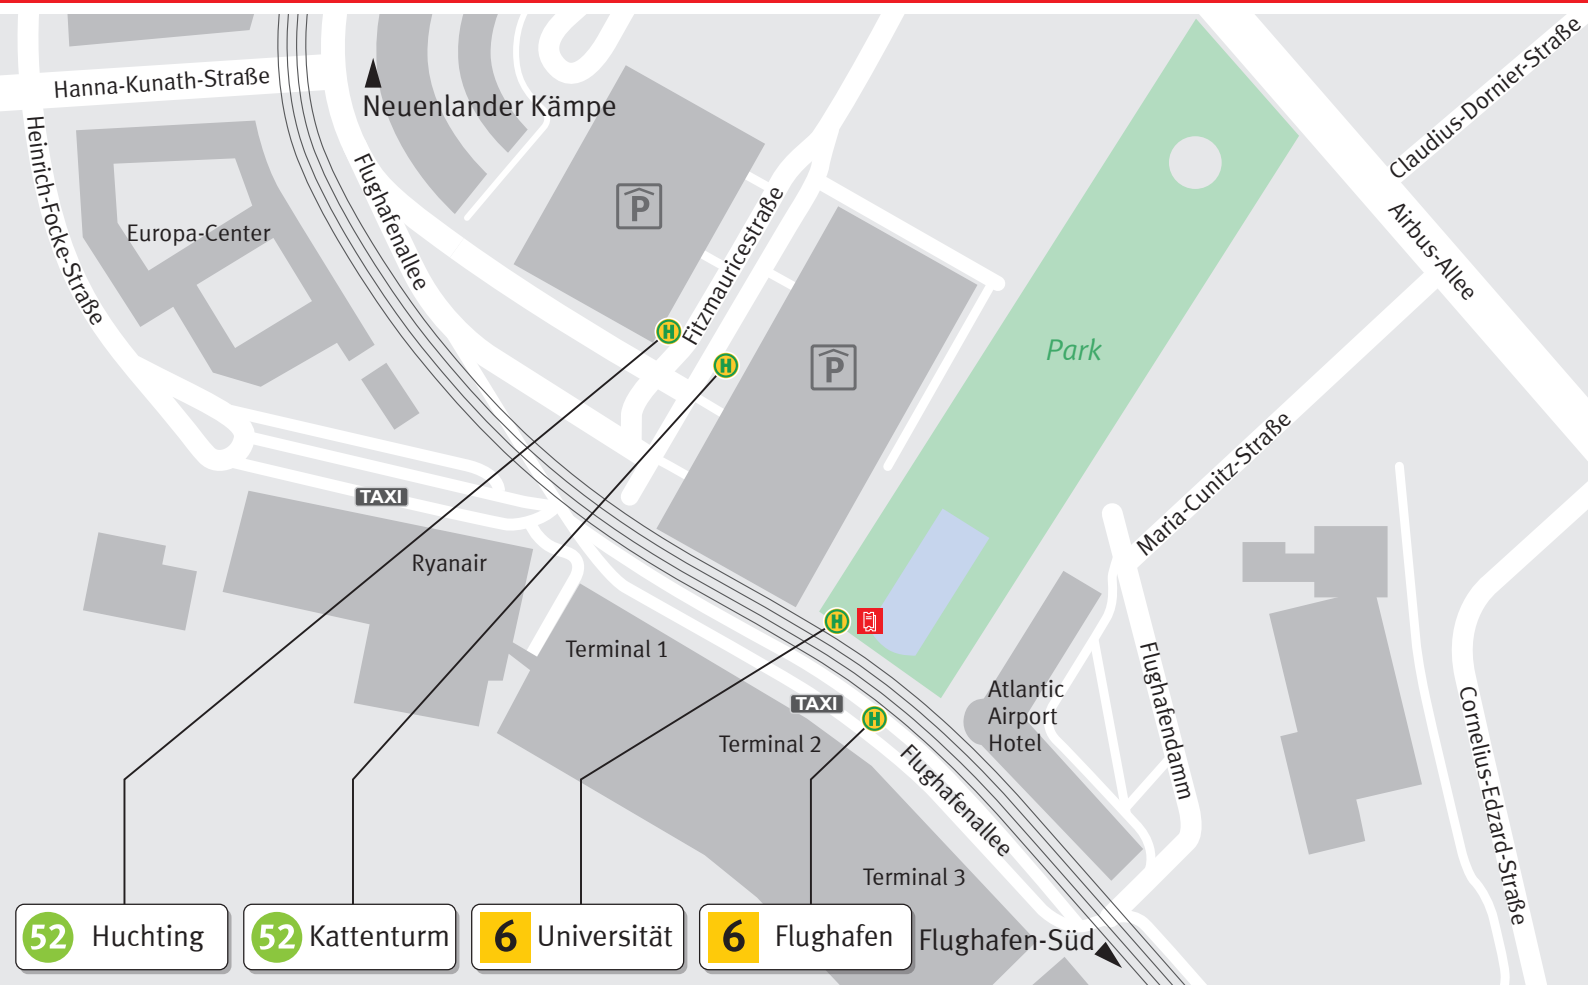 Hanna-Kunath-Straße
Neuenlander Kämpe
Claudius-Dornier-Straße
Heinrich-Focke-Straße
Flughafenallee
Europa-Center
P
Fitzmauricestraße
Airbus-Allee
H
H
P
Park
Maria-Cunitz-Straße
TAXI
Ryanair
H
Terminal 1
Atlantic
Airport
Hotel
Flughafendamm
TAXI
H
Terminal 2
Flughafenallee
Cornelius-Edzard-Straße
Terminal 3
52 Huchting
52 Kattenturm
6 Universität
6 Flughafen
Flughafen-Süd